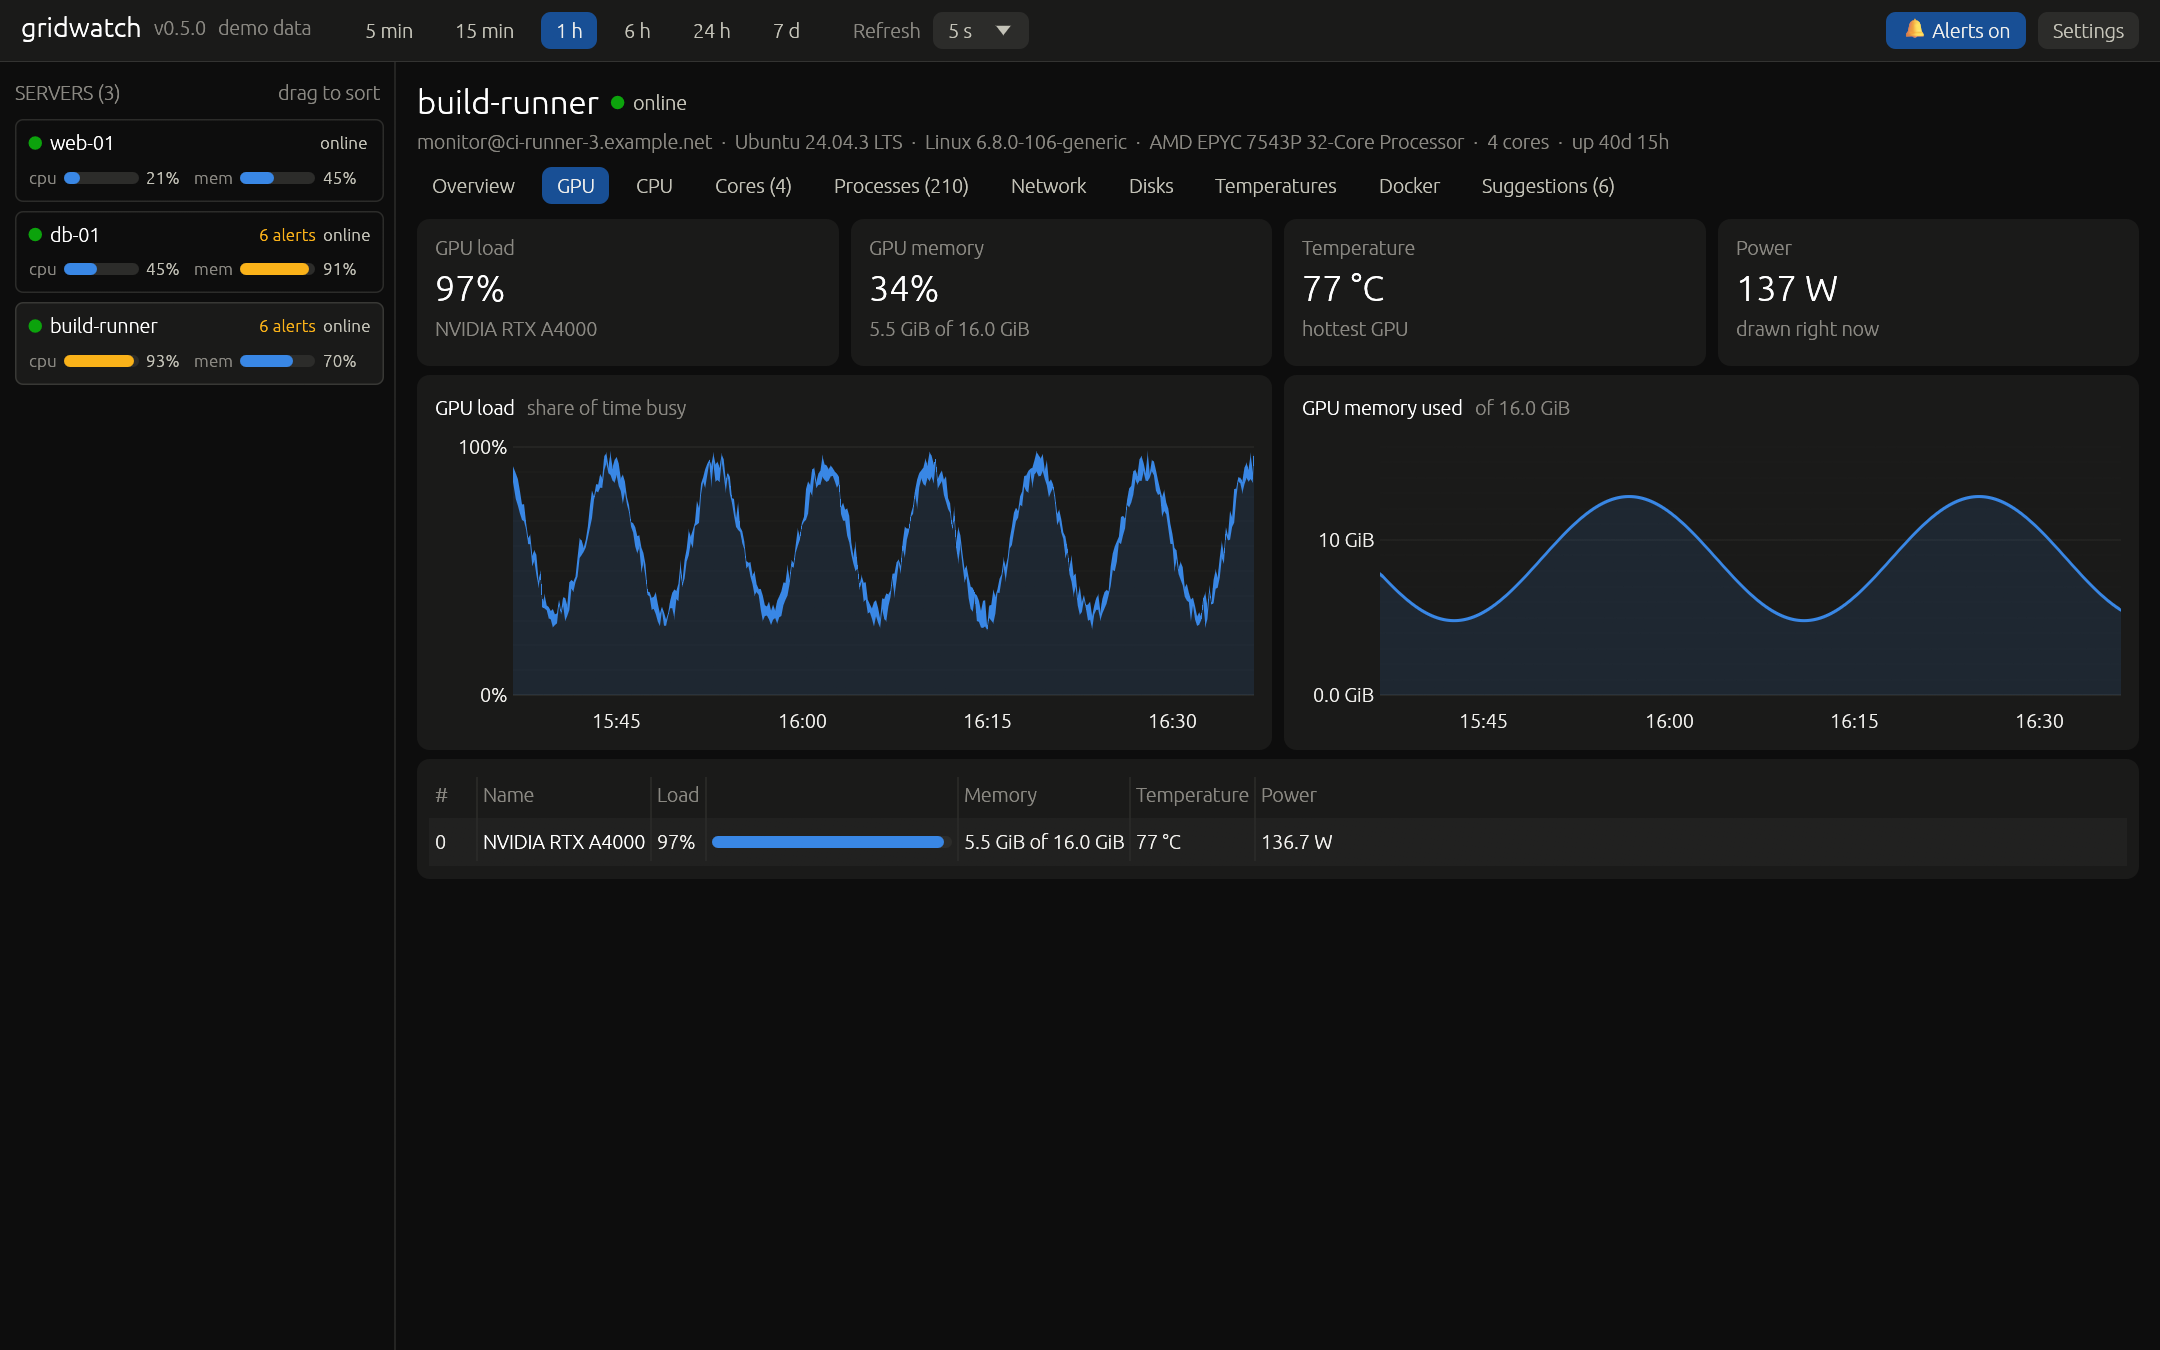 gridwatch v0.5.0 demo data 5 min 15 min 1 h 6 h 24 h 7 d Refresh 5 s Alerts on Settings
SERVERS (3) drag to sort
web-01 online
cpu 21% mem 45%
db-01 6 alerts online
cpu 45% mem 91%
build-runner 6 alerts online
cpu 93% mem 70%
build-runner online
monitor@ci-runner-3.example.net · Ubuntu 24.04.3 LTS · Linux 6.8.0-106-generic · AMD EPYC 7543P 32-Core Processor · 4 cores · up 40d 15h
Overview GPU CPU Cores (4) Processes (210) Network Disks Temperatures Docker Suggestions (6)
GPU load
97%
NVIDIA RTX A4000
GPU memory
34%
5.5 GiB of 16.0 GiB
Temperature
77 °C
hottest GPU
Power
137 W
drawn right now
GPU load share of time busy
100%
0%
15:45 16:00 16:15 16:30
GPU memory used of 16.0 GiB
10 GiB
0.0 GiB
15:45 16:00 16:15 16:30
# Name Load Memory Temperature Power
0 NVIDIA RTX A4000 97% 5.5 GiB of 16.0 GiB 77 °C 136.7 W